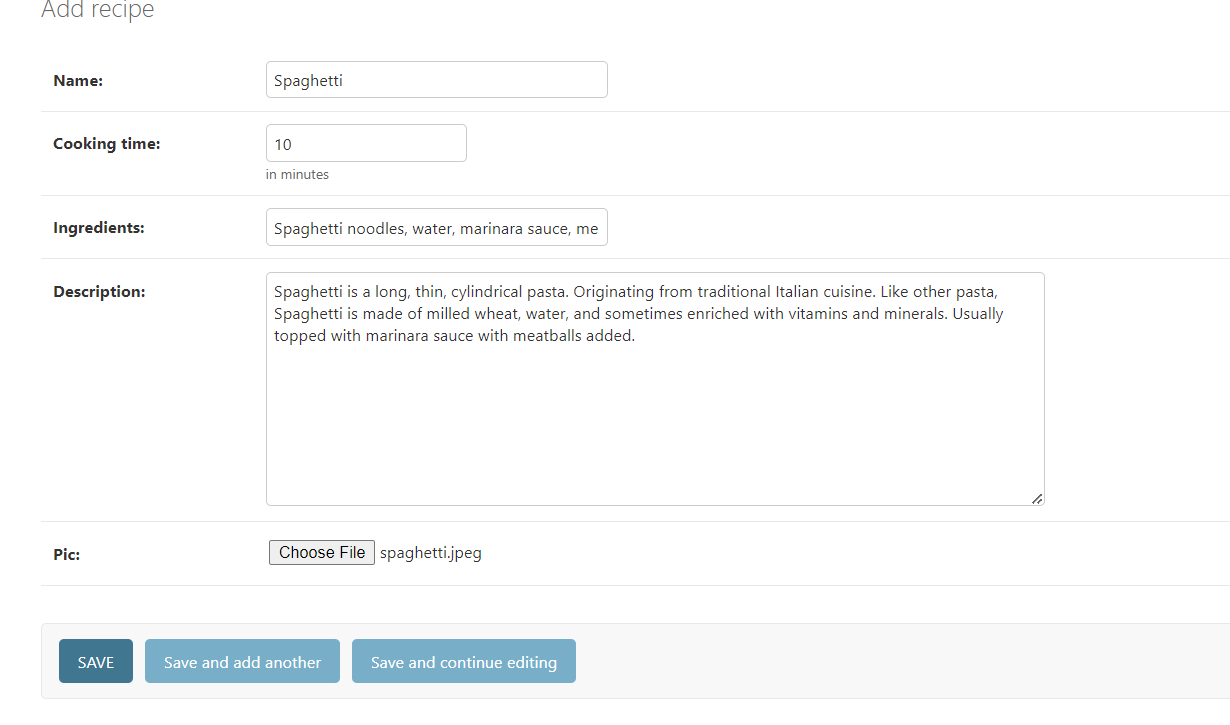 Add recipe
Name:
Spaghetti
Cooking time:
10
in minutes
Ingredients:
Spaghetti noodles, water, marinara sauce, me
Description:
Spaghetti is a long, thin, cylindrical pasta. Originating from traditional Italian cuisine. Like other pasta,
Spaghetti is made of milled wheat, water, and sometimes enriched with vitamins and minerals. Usually
topped with marinara sauce with meatballs added.
Pic:
Choose File spaghetti.jpeg
SAVE
Save and add another
Save and continue editing